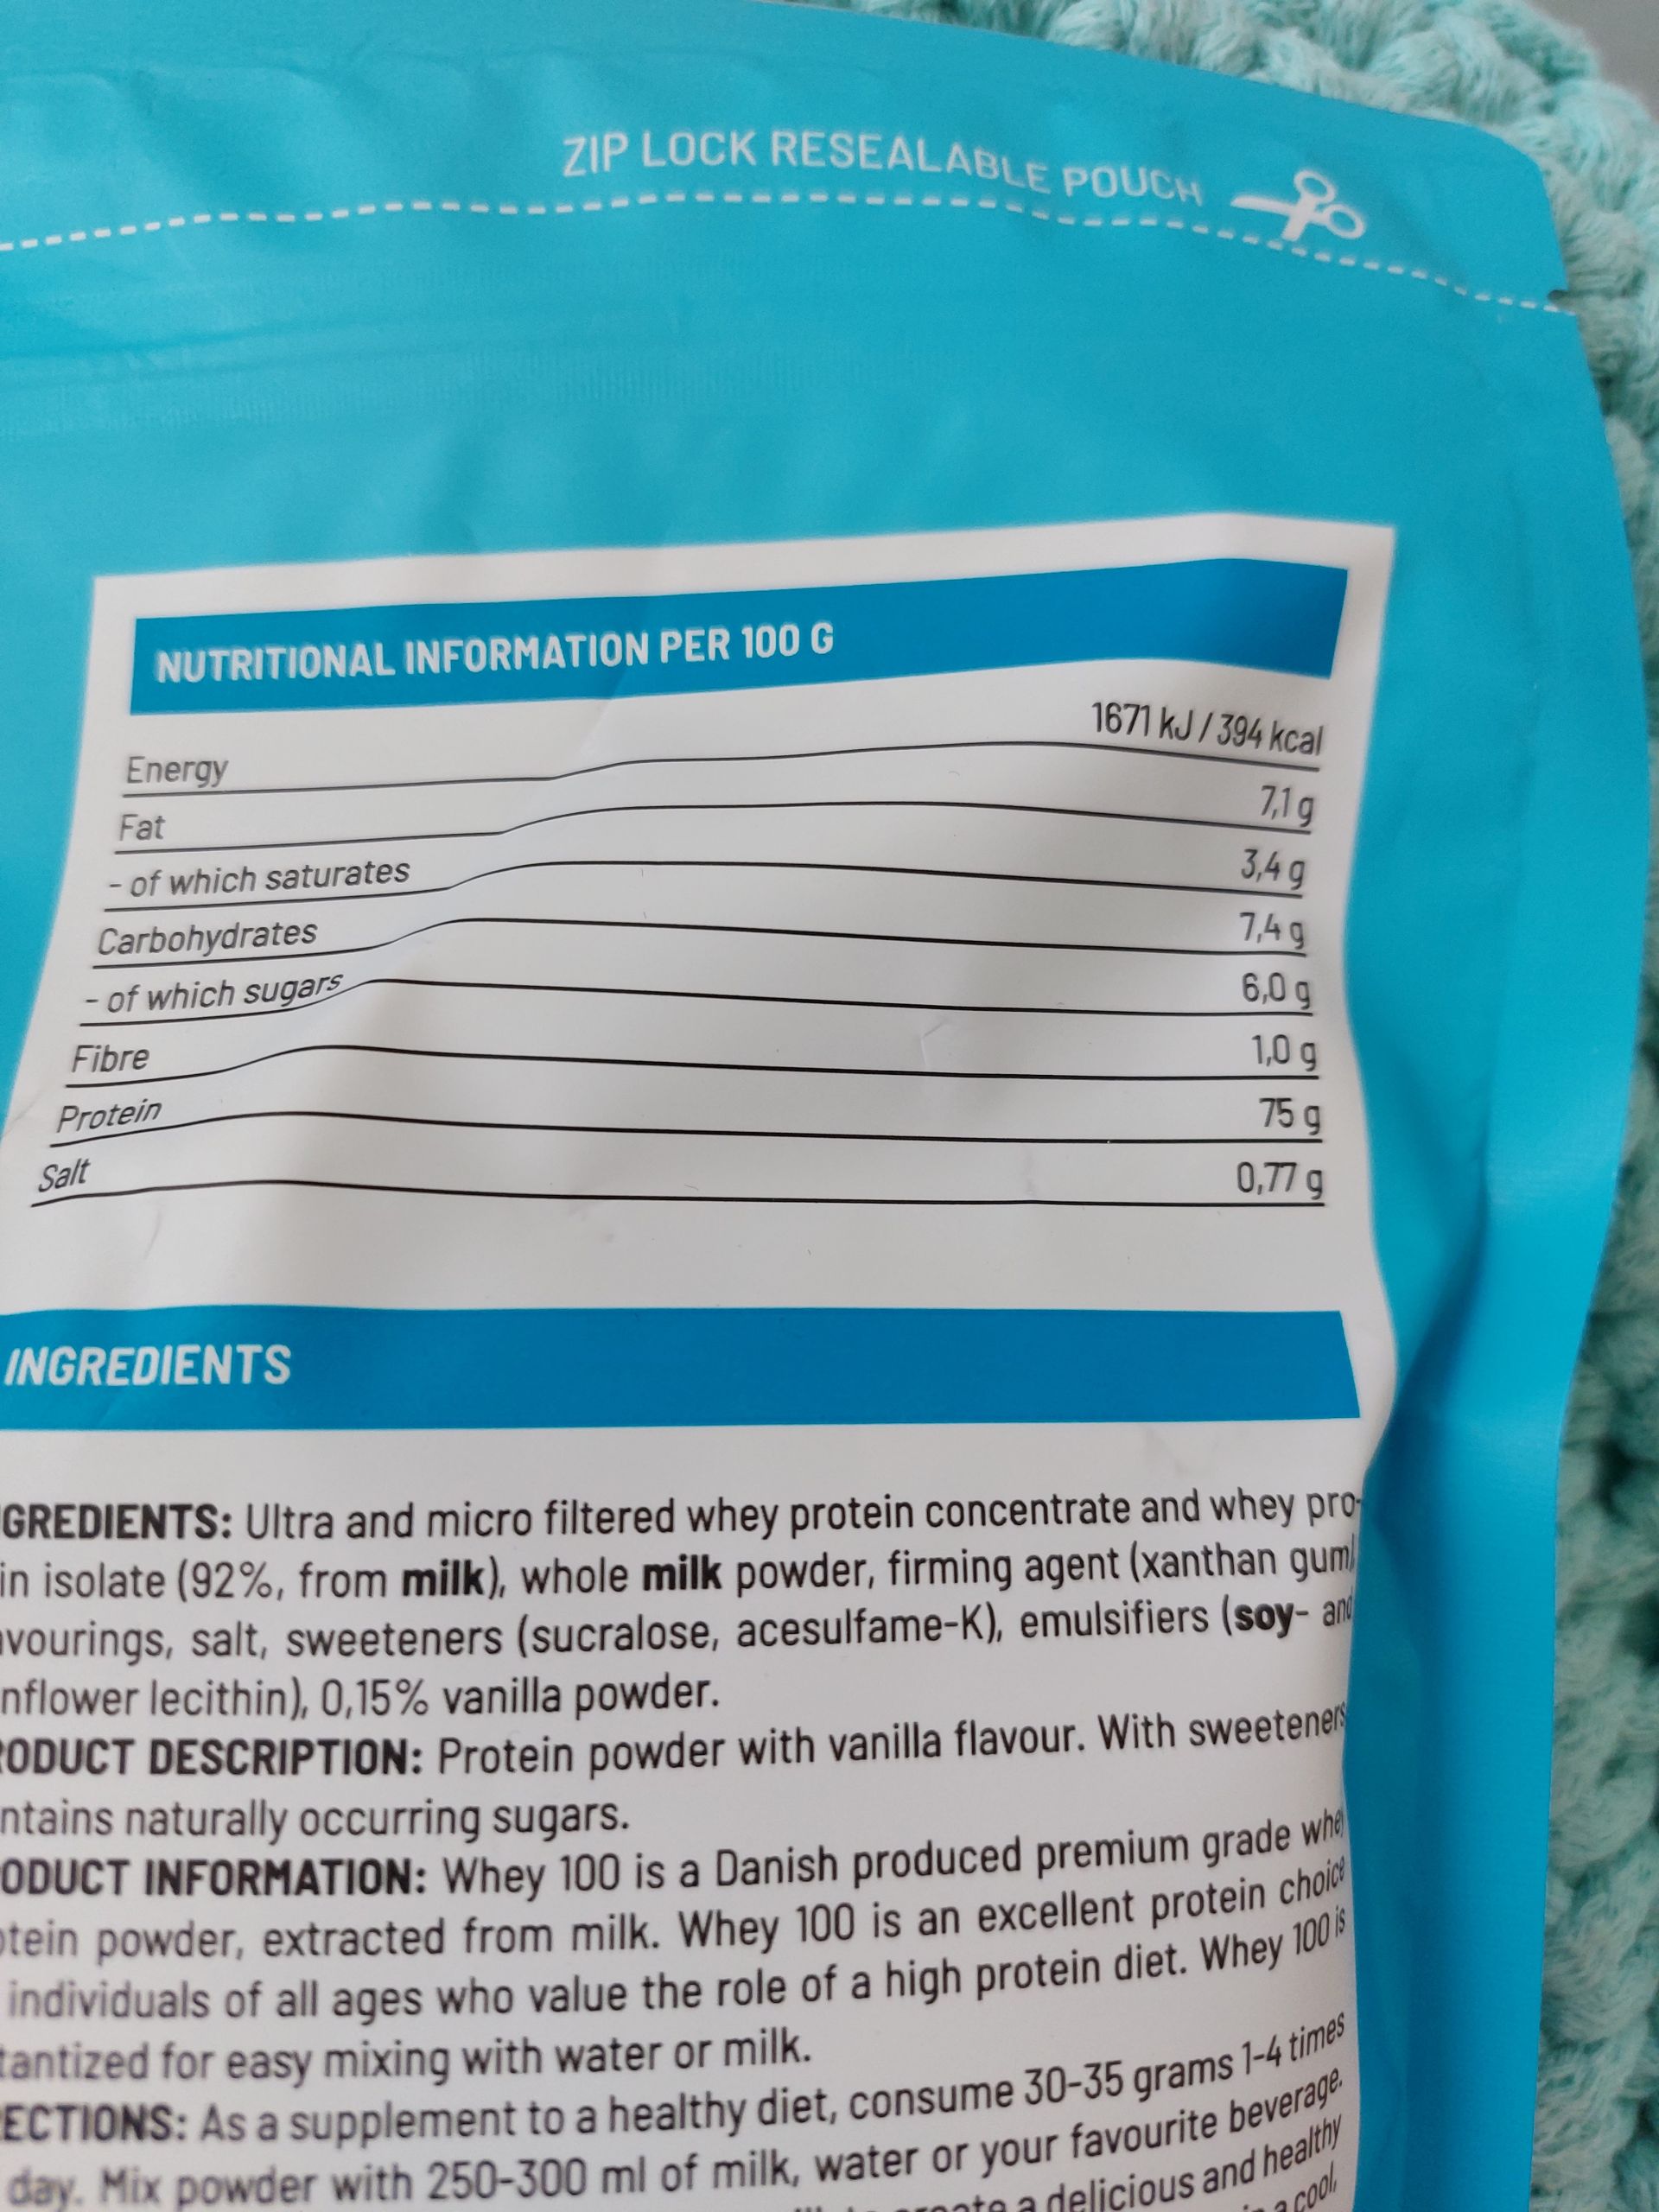 ZIP LOCK RESEALABLE POUCH
NUTRITIONAL INFORMATION PER 100 G
Energy 1671 kJ / 394 kcal
Fat 7,1 g
- of which saturates 3,4 g
Carbohydrates 7,4 g
- of which sugars 6,0 g
Fibre 1,0 g
Protein 75 g
Salt 0,77 g
INGREDIENTS
GREDIENTS: Ultra and micro filtered whey protein concentrate and whey pro-
in isolate (92%, from milk), whole milk powder, firming agent (xanthan gum)
vourings, salt, sweeteners (sucralose, acesulfame-K), emulsifiers (soy- and
nflower lecithin), 0,15% vanilla powder.
ODUCT DESCRIPTION: Protein powder with vanilla flavour. With sweeteners
ntains naturally occurring sugars.
ODUCT INFORMATION: Whey 100 is a Danish produced premium grade whey
tein powder, extracted from milk. Whey 100 is an excellent protein choice
individuals of all ages who value the role of a high protein diet. Whey 100 is
tantized for easy mixing with water or milk.
ECTIONS: As a supplement to a healthy diet, consume 30-35 grams 1-4 times
day. Mix powder with 250-300 ml of milk, water or your favourite beverage.
a delicious and healthy
a cool,